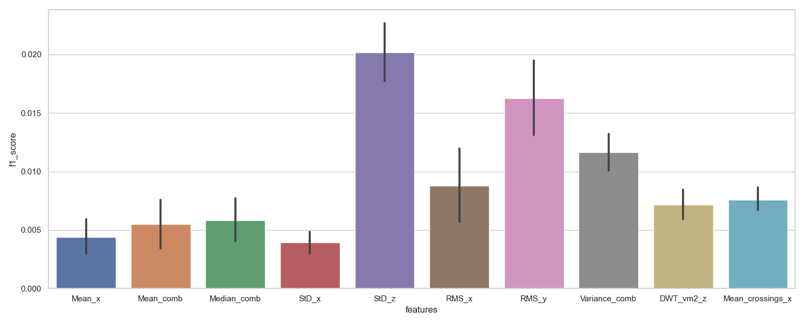 f1_score
0.020
0.015
0.010
0.005
0.000
Mean_x Mean_comb Median_comb StD_x StD_z RMS_x RMS_y Variance_comb DWT_vm2_z Mean_crossings_x
features